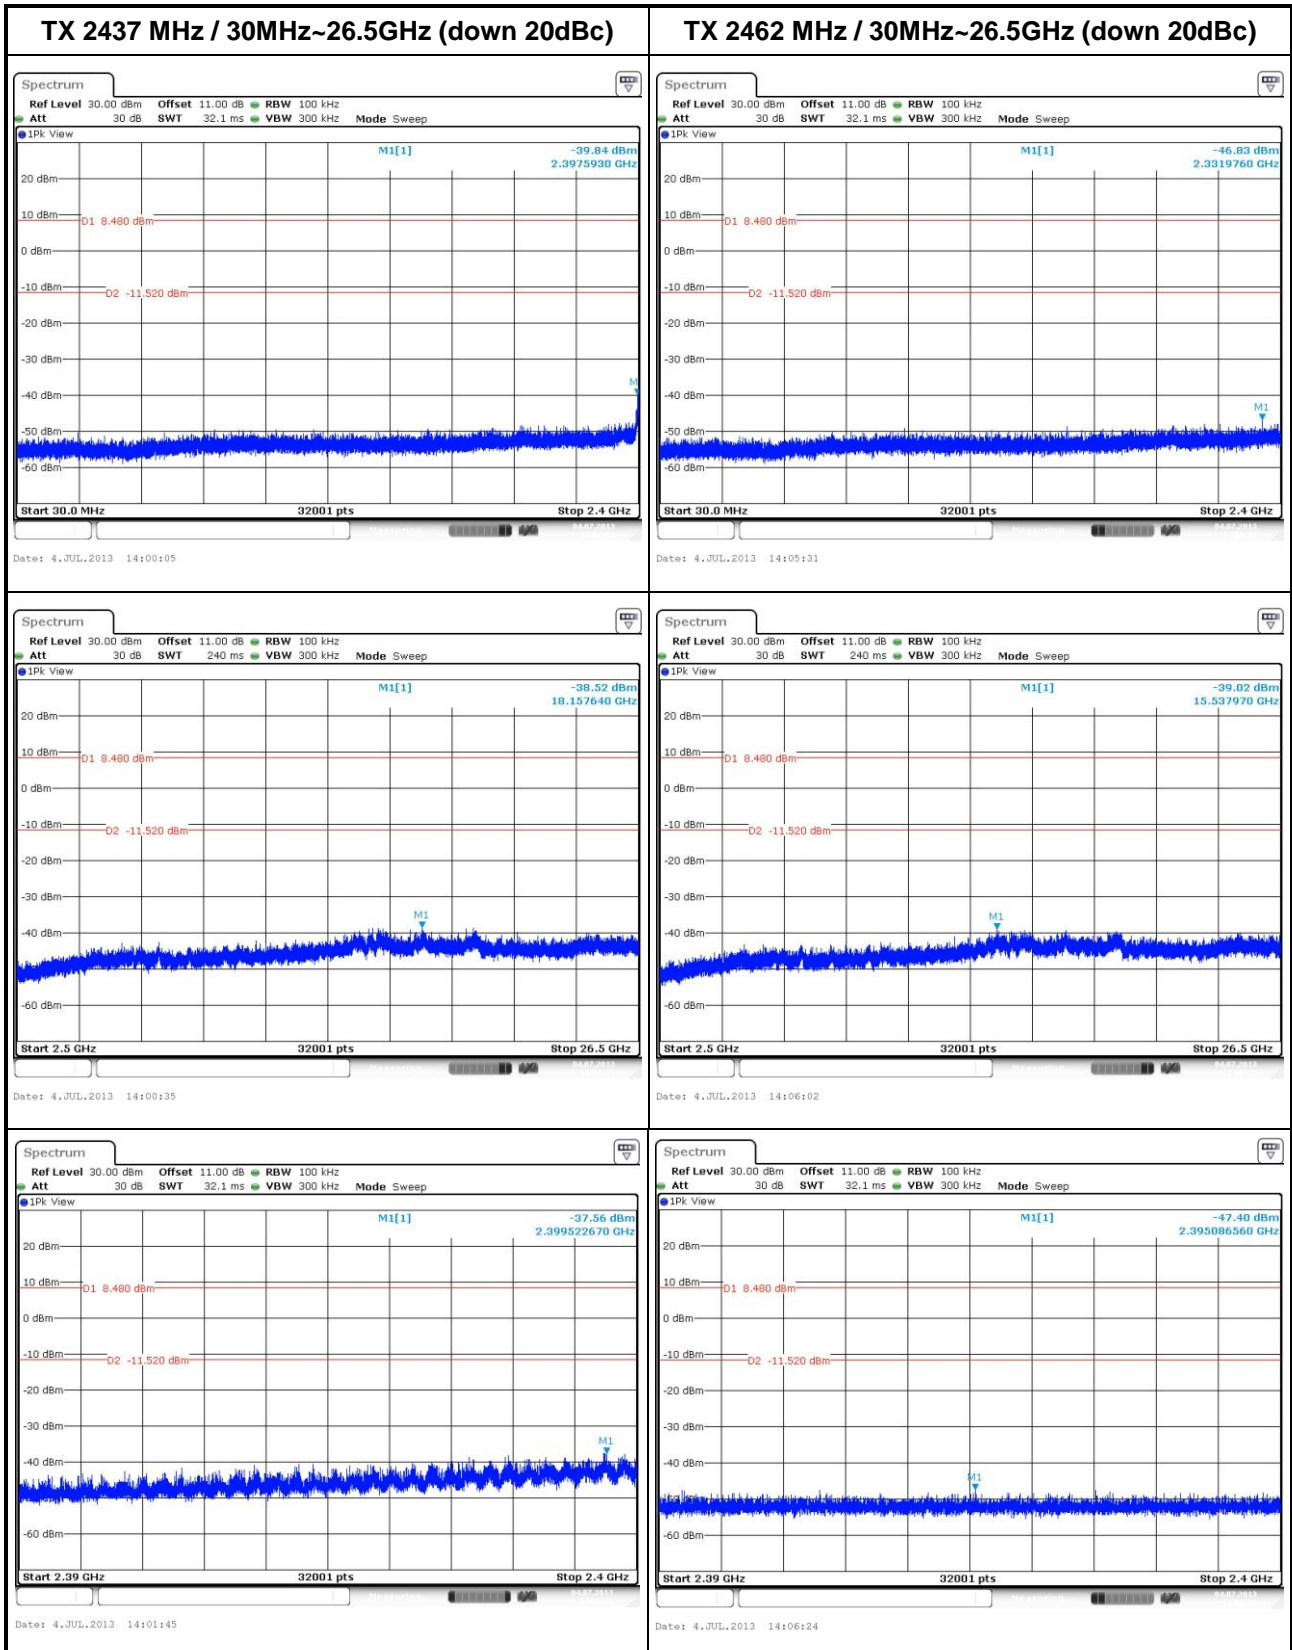 TX 2437 MHz / 30MHz~26.5GHz (down 20dBc)
TX 2462 MHz / 30MHz~26.5GHz (down 20dBc)
Spectrum
Ref Level 30.00 dBm Offset 11.00 dB RBW 100 kHz
Att 30 dB SWT 32.1 ms VBW 300 kHz Mode Sweep
1Pk View
M1[1] -39.84 dBm
2.3975930 GHz
20 dBm
10 dBm
D1 8.480 dBm
0 dBm
-10 dBm
D2 -11.520 dBm
-20 dBm
-30 dBm
M
-40 dBm
-50 dBm
-60 dBm
Start 30.0 MHz 32001 pts Stop 2.4 GHz
Date: 4.JUL.2013 14:00:05
Spectrum
Ref Level 30.00 dBm Offset 11.00 dB RBW 100 kHz
Att 30 dB SWT 32.1 ms VBW 300 kHz Mode Sweep
1Pk View
M1[1] -46.83 dBm
2.3319760 GHz
20 dBm
10 dBm
D1 8.480 dBm
0 dBm
-10 dBm
D2 -11.520 dBm
-20 dBm
-30 dBm
-40 dBm
M1
-50 dBm
-60 dBm
Start 30.0 MHz 32001 pts Stop 2.4 GHz
Date: 4.JUL.2013 14:05:31
Spectrum
Ref Level 30.00 dBm Offset 11.00 dB RBW 100 kHz
Att 30 dB SWT 240 ms VBW 300 kHz Mode Sweep
1Pk View
M1[1] -38.52 dBm
18.157640 GHz
20 dBm
10 dBm
D1 8.480 dBm
0 dBm
-10 dBm
D2 -11.520 dBm
-20 dBm
-30 dBm
M1
-40 dBm
-60 dBm
Start 2.5 GHz 32001 pts Stop 26.5 GHz
Date: 4.JUL.2013 14:00:35
Spectrum
Ref Level 30.00 dBm Offset 11.00 dB RBW 100 kHz
Att 30 dB SWT 240 ms VBW 300 kHz Mode Sweep
1Pk View
M1[1] -39.02 dBm
15.537970 GHz
20 dBm
10 dBm
D1 8.480 dBm
0 dBm
-10 dBm
D2 -11.520 dBm
-20 dBm
-30 dBm
M1
-40 dBm
-60 dBm
Start 2.5 GHz 32001 pts Stop 26.5 GHz
Date: 4.JUL.2013 14:06:02
Spectrum
Ref Level 30.00 dBm Offset 11.00 dB RBW 100 kHz
Att 30 dB SWT 32.1 ms VBW 300 kHz Mode Sweep
1Pk View
M1[1] -37.56 dBm
2.399522670 GHz
20 dBm
10 dBm
D1 8.480 dBm
0 dBm
-10 dBm
D2 -11.520 dBm
-20 dBm
-30 dBm
M1
-40 dBm
-60 dBm
Start 2.39 GHz 32001 pts Stop 2.4 GHz
Date: 4.JUL.2013 14:01:45
Spectrum
Ref Level 30.00 dBm Offset 11.00 dB RBW 100 kHz
Att 30 dB SWT 32.1 ms VBW 300 kHz Mode Sweep
1Pk View
M1[1] -47.40 dBm
2.395086560 GHz
20 dBm
10 dBm
D1 8.480 dBm
0 dBm
-10 dBm
D2 -11.520 dBm
-20 dBm
-30 dBm
-40 dBm
M1
-60 dBm
Start 2.39 GHz 32001 pts Stop 2.4 GHz
Date: 4.JUL.2013 14:06:24